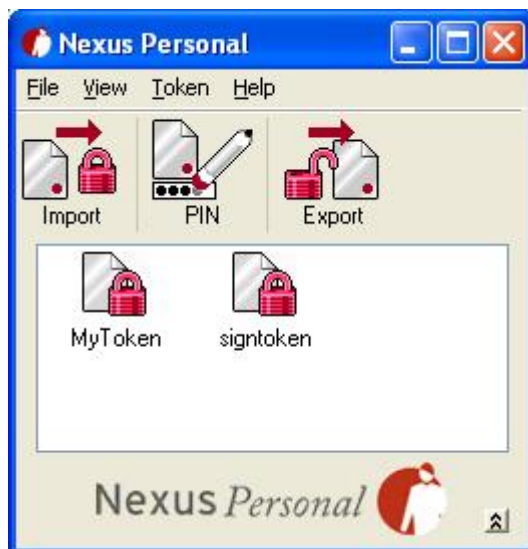 Nexus Personal
File View Token Help
Import PIN Export
MyToken signtoken
Nexus Personal